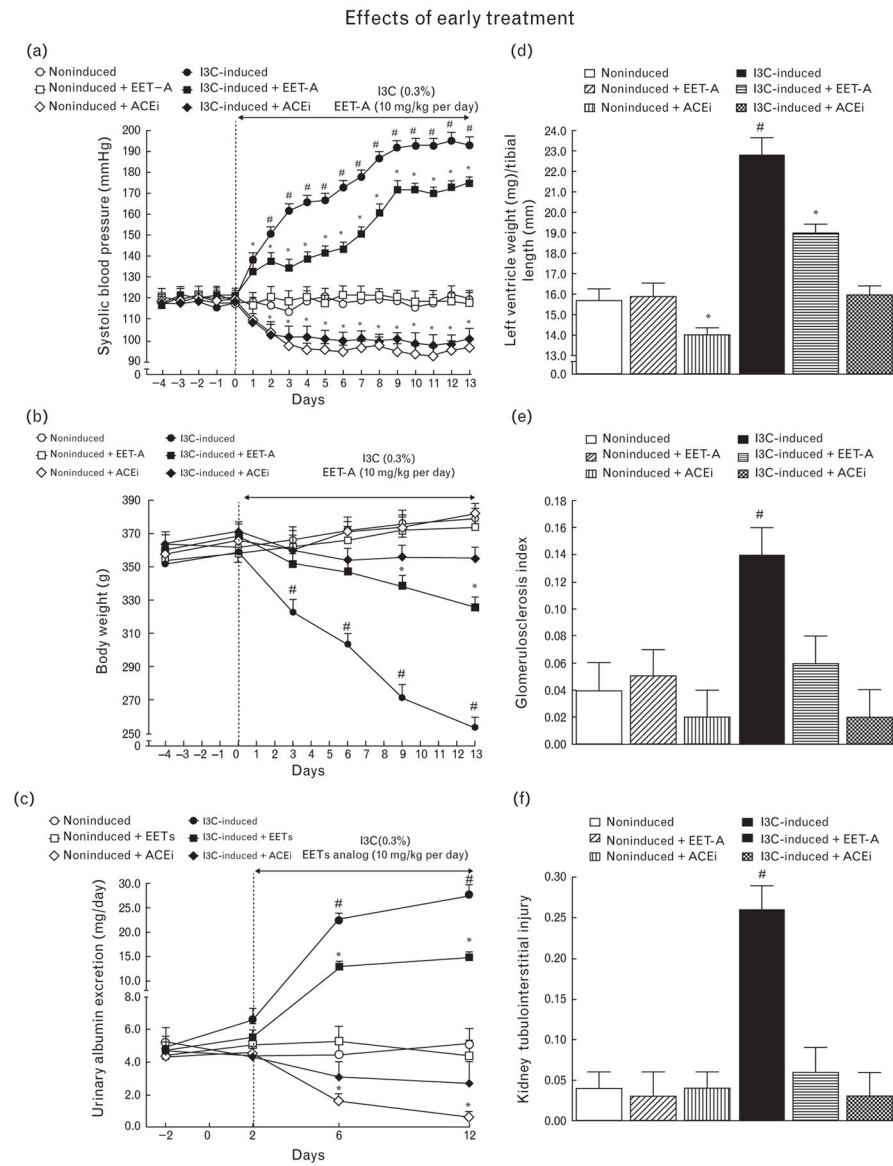 Effects of early treatment
(a)
Noninduced
I3C-induced
Noninduced + EET−A
I3C-induced + EET-A
Noninduced + ACEi
I3C-induced + ACEi
I3C (0.3%)
EET-A (10 mg/kg per day)
Systolic blood pressure (mmHg)
200
190
180
170
160
150
140
130
120
110
100
90
0
# # # # # # # # # # # # #
* * * * * * * * * * * * *
* * * * * * * * * * * *
−4 −3 −2 −1 0 1 2 3 4 5 6 7 8 9 10 11 12 13
Days
(b)
Noninduced
I3C-induced
Noninduced + EET-A
I3C-induced + EET-A
Noninduced + ACEi
I3C-induced + ACEi
I3C (0.3%)
EET-A (10 mg/kg per day)
Body weight (g)
390
370
350
330
310
290
270
250
0
# # # #
* *
−4 −3 −2 −1 0 1 2 3 4 5 6 7 8 9 10 11 12 13
Days
(c)
Noninduced
I3C-induced
Noninduced + EETs
I3C-induced + EETs
Noninduced + ACEi
I3C-induced + ACEi
I3C(0.3%)
EETs analog (10 mg/kg per day)
Urinary albumin excretion (mg/day)
30.0
25.0
20.0
15.0
10.0
8.0
6.0
4.0
2.0
0.0
# #
* *
* *
−2 0 2 6 12
Days
(d)
Noninduced
I3C-induced
Noninduced + EET-A
I3C-induced + EET-A
Noninduced + ACEi
I3C-induced + ACEi
Left ventricle weight (mg)/tibial
length (mm)
24.0
23.0
22.0
21.0
20.0
19.0
18.0
17.0
16.0
15.0
14.0
13.0
0.0
*
#
*
(e)
Noninduced
I3C-induced
Noninduced + EET-A
I3C-induced + EET-A
Noninduced + ACEi
I3C-induced + ACEi
Glomerulosclerosis index
0.18
0.16
0.14
0.12
0.10
0.08
0.06
0.04
0.02
0.00
#
(f)
Noninduced
I3C-induced
Noninduced + EET-A
I3C-induced + EET-A
Noninduced + ACEi
I3C-induced + ACEi
Kidney tubulointerstitial injury
0.30
0.25
0.20
0.15
0.10
0.05
0.00
#